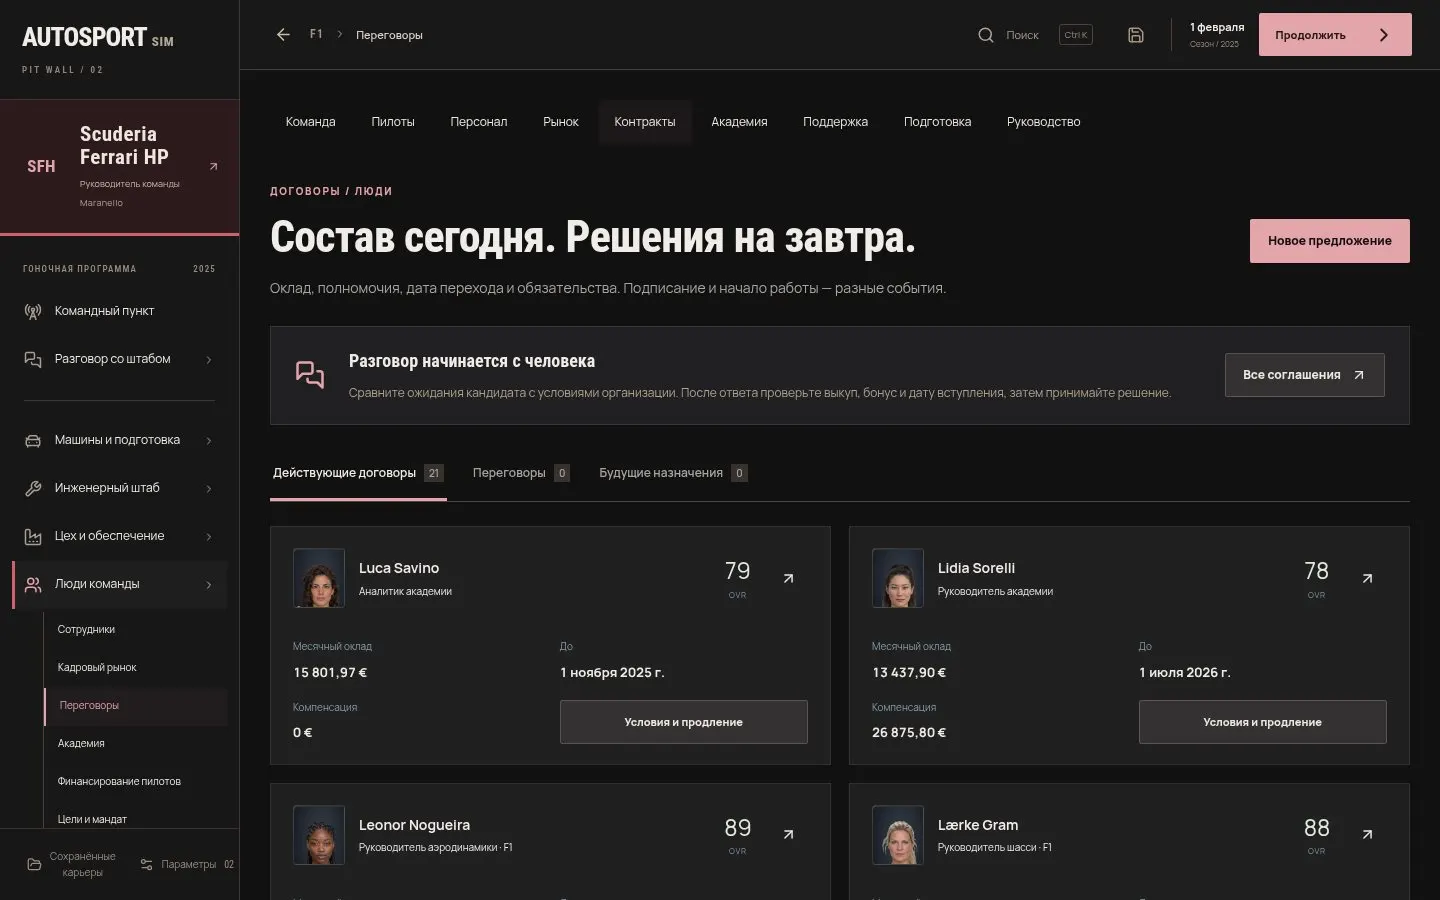 AUTOSPORT SIM
PIT WALL / 02
SFH
Scuderia
Ferrari HP
Руководитель команды
Maranello
ГОНОЧНАЯ ПРОГРАММА 2025
Командный пункт
Разговор со штабом
Машины и подготовка
Инженерный штаб
Цех и обеспечение
Люди команды
Сотрудники
Кадровый рынок
Переговоры
Академия
Финансирование пилотов
Цели и мандат
Сохранённые
карьеры
Параметры 02
F1 Переговоры
Поиск Ctrl K
1 февраля
Сезон / 2025
Продолжить
Команда Пилоты Персонал Рынок Контракты Академия Поддержка Подготовка Руководство
ДОГОВОРЫ / ЛЮДИ
Состав сегодня. Решения на завтра.
Новое предложение
Оклад, полномочия, дата перехода и обязательства. Подписание и начало работы — разные события.
Разговор начинается с человека
Сравните ожидания кандидата с условиями организации. После ответа проверьте выкуп, бонус и дату вступления, затем принимайте решение.
Все соглашения
Действующие договоры 21 Переговоры 0 Будущие назначения 0
Luca Savino
Аналитик академии
79
OVR
Месячный оклад До
15 801,97 € 1 ноября 2025 г.
Компенсация
0 €
Условия и продление
Lidia Sorelli
Руководитель академии
78
OVR
Месячный оклад До
13 437,90 € 1 июля 2026 г.
Компенсация
26 875,80 €
Условия и продление
Leonor Nogueira
Руководитель аэродинамики · F1
89
OVR
Lærke Gram
Руководитель шасси · F1
88
OVR